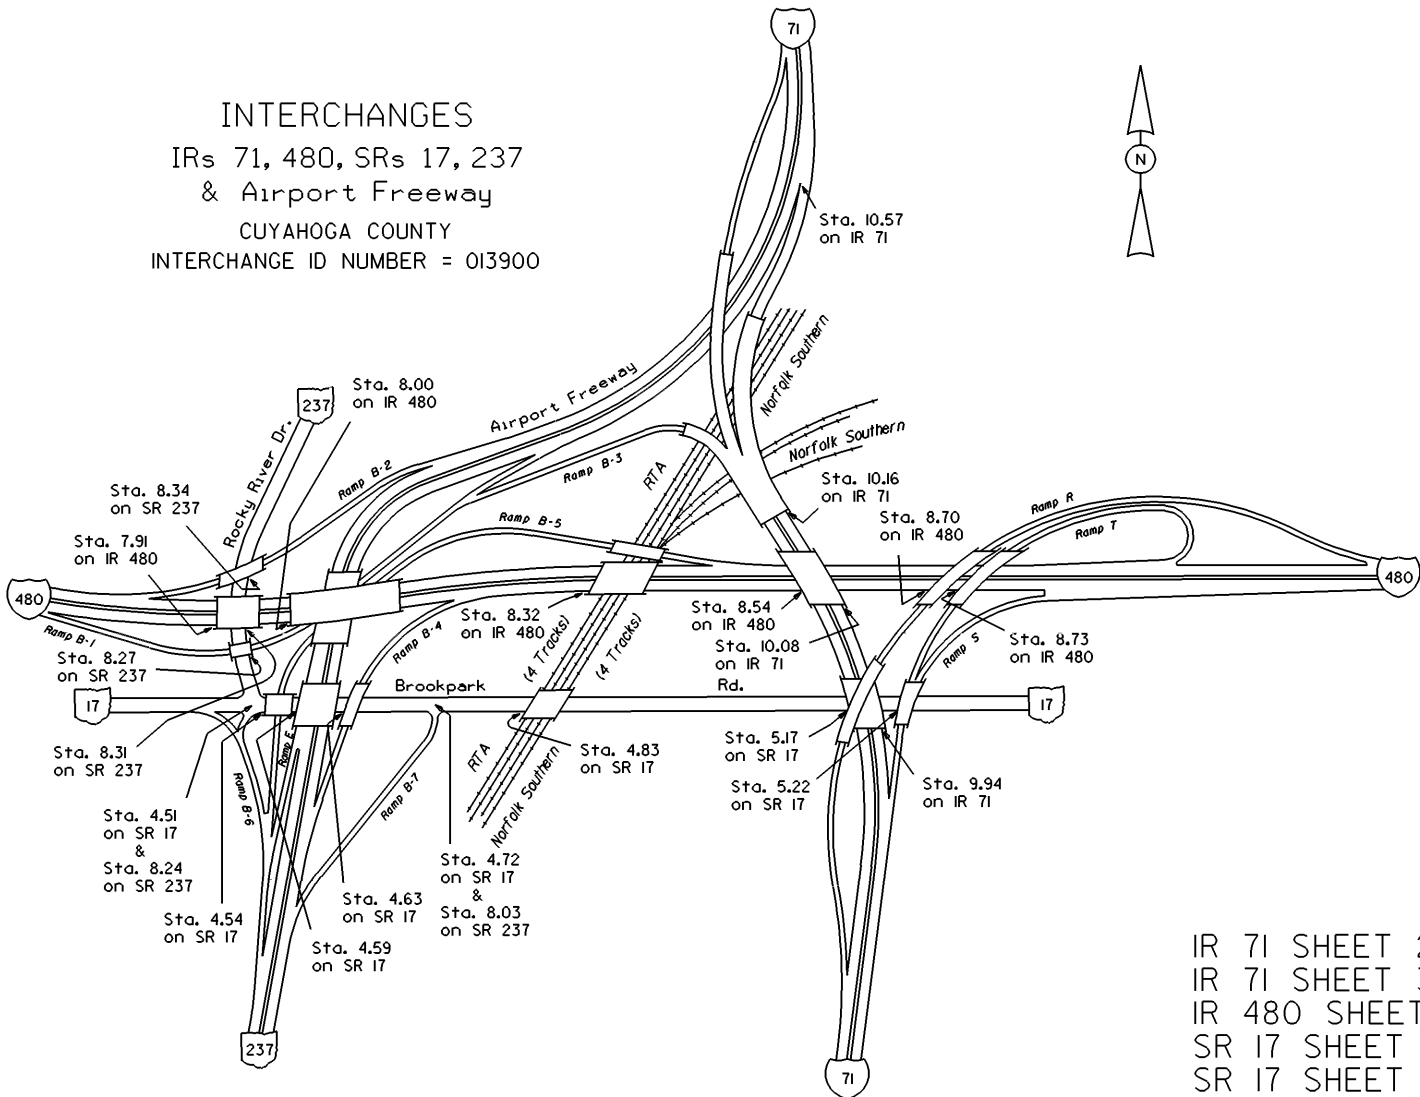 71
INTERCHANGES
IRs 71, 480, SRs 17, 237
& Airport Freeway
CUYAHOGA COUNTY
INTERCHANGE ID NUMBER = 013900
N
Sta. 10.57
on IR 71
Norfolk Southern
Norfolk Southern
Airport Freeway
Sta. 8.00
on IR 480
237
Rocky River Dr.
Ramp B-2
Ramp B-3
RTA
Sta. 8.34
on SR 237
Sta. 7.91
on IR 480
Ramp B-5
Sta. 10.16
on IR 71
Sta. 8.70
on IR 480
Ramp R
Ramp T
480
480
Ramp B-1
Ramp B-4
Sta. 8.32
on IR 480
(4 Tracks)
(4 Tracks)
Sta. 8.54
on IR 480
Sta. 10.08
on IR 71
Ramp S
Sta. 8.73
on IR 480
Sta. 8.27
on SR 237
17
Brookpark
Rd.
17
Sta. 8.31
on SR 237
Ramp E
Ramp B-6
Ramp B-7
RTA
Norfolk Southern
Sta. 4.83
on SR 17
Sta. 5.17
on SR 17
Sta. 5.22
on SR 17
Sta. 9.94
on IR 71
Sta. 4.51
on SR 17
&
Sta. 8.24
on SR 237
Sta. 4.54
on SR 17
Sta. 4.59
on SR 17
Sta. 4.63
on SR 17
Sta. 4.72
on SR 17
&
Sta. 8.03
on SR 237
237
71
IR 71 SHEET
IR 71 SHEET
IR 480 SHEET
SR 17 SHEET
SR 17 SHEET